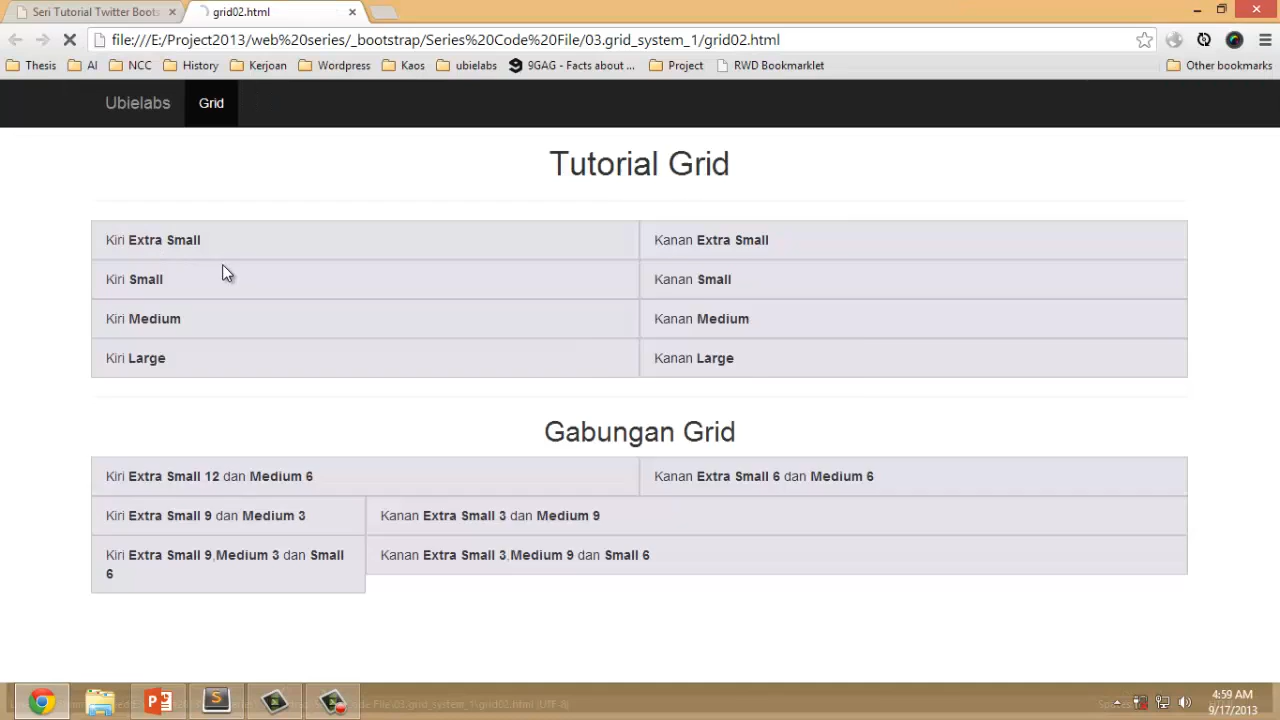 Seri Tutorial Twitter Boots
grid02.html
file:///E:/Project2013/web%20series/_bootstrap/Series%20Code%20File/03.grid_system_1/grid02.html
Thesis AI NCC History Kerjoan Wordpress Kaos ubielabs 9GAG - Facts about ... Project RWD Bookmarklet Other bookmarks
Ubielabs Grid
Tutorial Grid
Kiri Extra Small Kanan Extra Small
Kiri Small Kanan Small
Kiri Medium Kanan Medium
Kiri Large Kanan Large
Gabungan Grid
Kiri Extra Small 12 dan Medium 6 Kanan Extra Small 6 dan Medium 6
Kiri Extra Small 9 dan Medium 3 Kanan Extra Small 3 dan Medium 9
Kiri Extra Small 9,Medium 3 dan Small Kanan Extra Small 3,Medium 9 dan Small 6
6
4:59 AM
9/17/2013